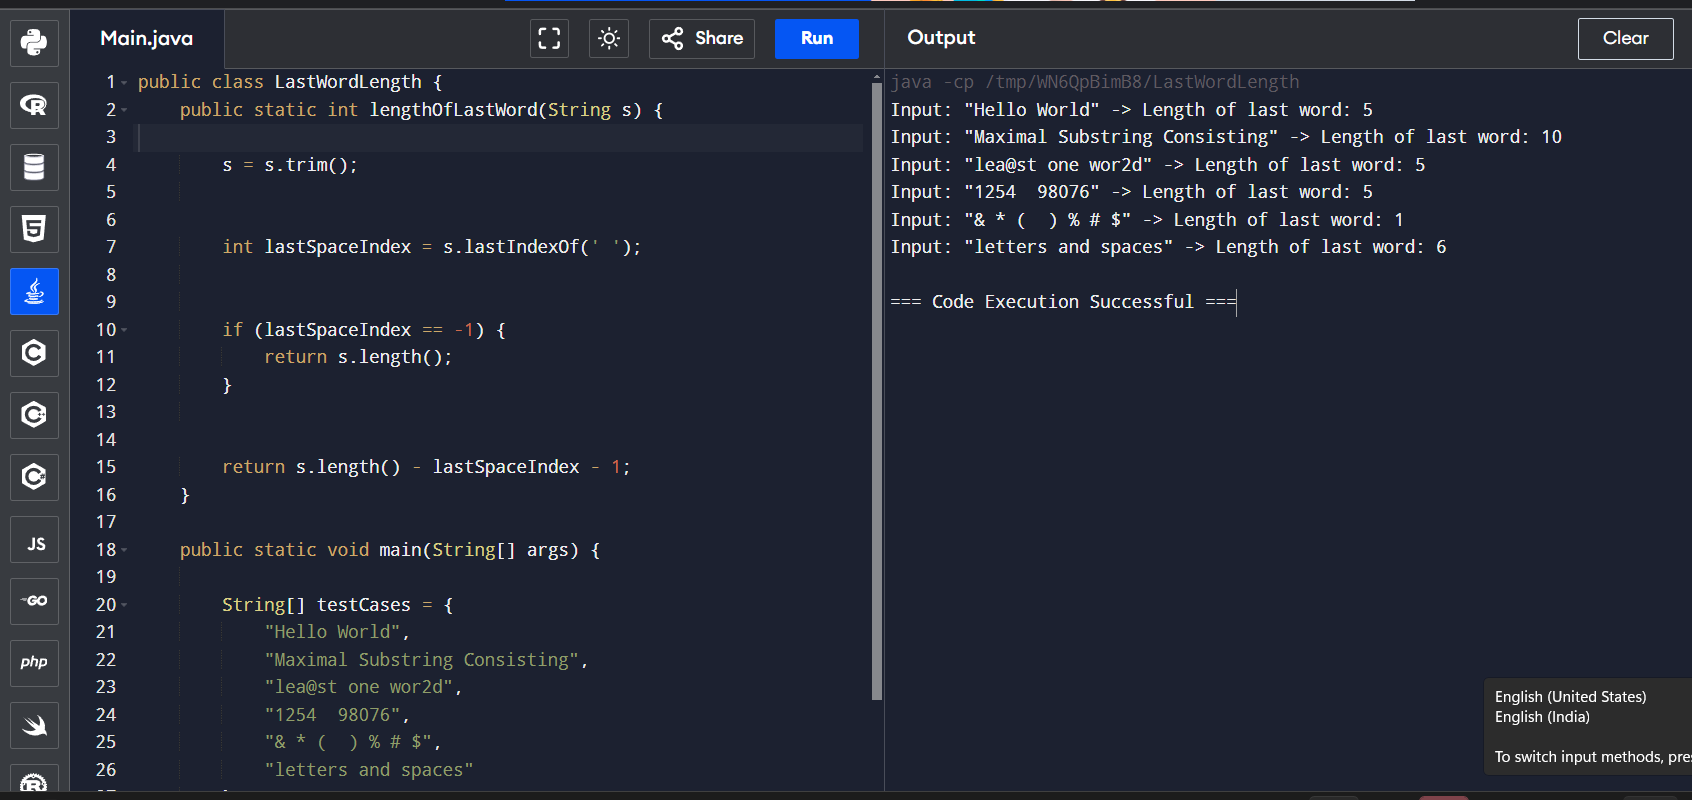 Main.java
Share
Run
Output
Clear
1 public class LastWordLength {
2     public static int lengthOfLastWord(String s) {
3
4         s = s.trim();
5
6
7         int lastSpaceIndex = s.lastIndexOf(' ');
8
9
10         if (lastSpaceIndex == -1) {
11             return s.length();
12         }
13
14
15         return s.length() - lastSpaceIndex - 1;
16     }
17
18     public static void main(String[] args) {
19
20         String[] testCases = {
21             "Hello World",
22             "Maximal Substring Consisting",
23             "lea@st one wor2d",
24             "1254  98076",
25             "& * (  ) % # $",
26             "letters and spaces"
java -cp /tmp/WN6QpBimB8/LastWordLength
Input: "Hello World" -> Length of last word: 5
Input: "Maximal Substring Consisting" -> Length of last word: 10
Input: "lea@st one wor2d" -> Length of last word: 5
Input: "1254  98076" -> Length of last word: 5
Input: "& * (  ) % # $" -> Length of last word: 1
Input: "letters and spaces" -> Length of last word: 6
=== Code Execution Successful ===
R
5
C
C
C
JS
GO
php
R
English (United States)
English (India)
To switch input methods,